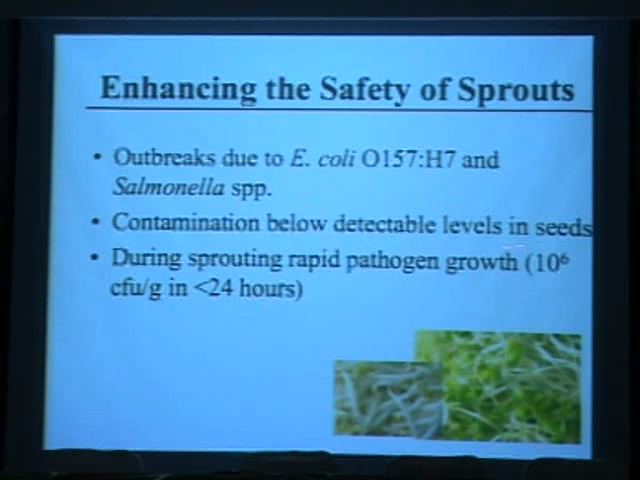 Enhancing the Safety of Sprouts
• Outbreaks due to E. coli O157:H7 and
Salmonella spp.
• Contamination below detectable levels in seeds
• During sprouting rapid pathogen growth (10⁶
cfu/g in <24 hours)